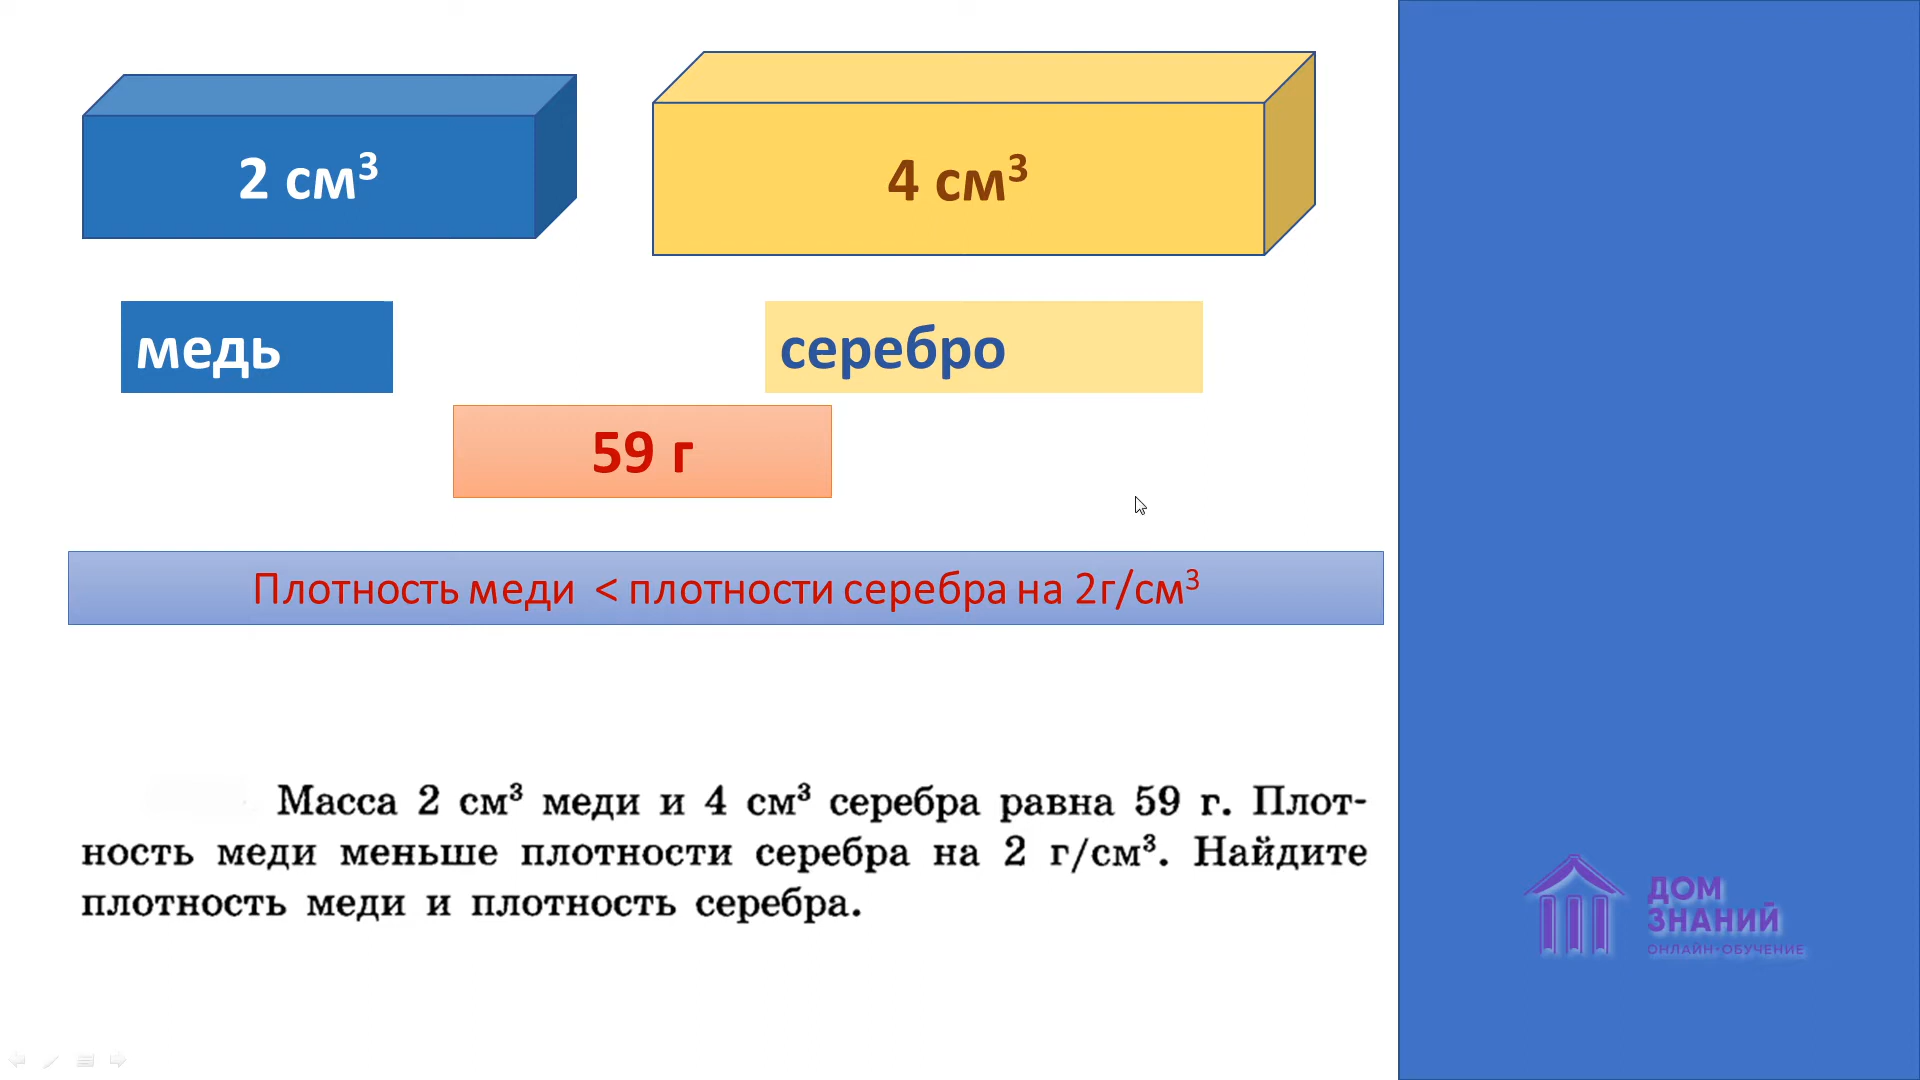 2 см³
4 см³
медь
серебро
59 г
Плотность меди < плотности серебра на 2г/см³
Масса 2 см³ меди и 4 см³ серебра равна 59 г. Плот-
ность меди меньше плотности серебра на 2 г/см³. Найдите
плотность меди и плотность серебра.
ДОМ
ЗНАНИЙ
ОНЛАЙН-ОБУЧЕНИЕ